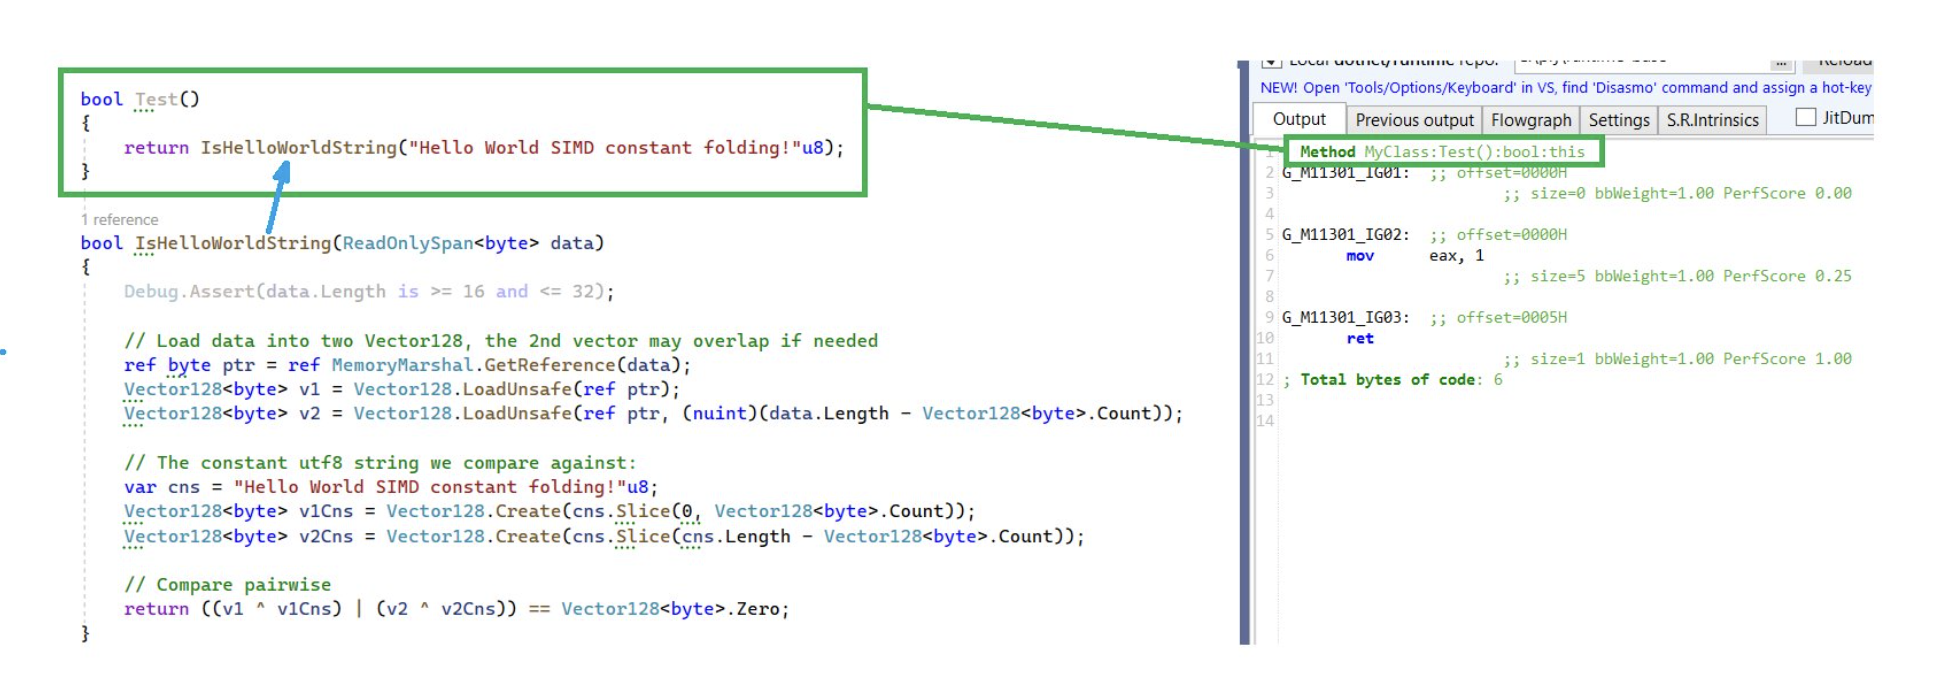 bool Test()
{
return IsHelloWorldString("Hello World SIMD constant folding!"u8);
}
1 reference
bool IsHelloWorldString(ReadOnlySpan<byte> data)
{
Debug.Assert(data.Length is >= 16 and <= 32);
// Load data into two Vector128, the 2nd vector may overlap if needed
ref byte ptr = ref MemoryMarshal.GetReference(data);
Vector128<byte> v1 = Vector128.LoadUnsafe(ref ptr);
Vector128<byte> v2 = Vector128.LoadUnsafe(ref ptr, (nuint)(data.Length - Vector128<byte>.Count));
// The constant utf8 string we compare against:
var cns = "Hello World SIMD constant folding!"u8;
Vector128<byte> v1Cns = Vector128.Create(cns.Slice(0, Vector128<byte>.Count));
Vector128<byte> v2Cns = Vector128.Create(cns.Slice(cns.Length - Vector128<byte>.Count));
// Compare pairwise
return ((v1 ^ v1Cns) | (v2 ^ v2Cns)) == Vector128<byte>.Zero;
}
Local dotnet/runtime repo: ... Reload
NEW! Open 'Tools/Options/Keyboard' in VS, find 'Disasmo' command and assign a hot-key
Output Previous output Flowgraph Settings S.R.Intrinsics JitDum
1 Method MyClass:Test():bool:this
2 G_M11301_IG01: ;; offset=0000H
3 ;; size=0 bbWeight=1.00 PerfScore 0.00
4
5 G_M11301_IG02: ;; offset=0000H
6 mov eax, 1
7 ;; size=5 bbWeight=1.00 PerfScore 0.25
8
9 G_M11301_IG03: ;; offset=0005H
10 ret
11 ;; size=1 bbWeight=1.00 PerfScore 1.00
12 ; Total bytes of code: 6
13
14